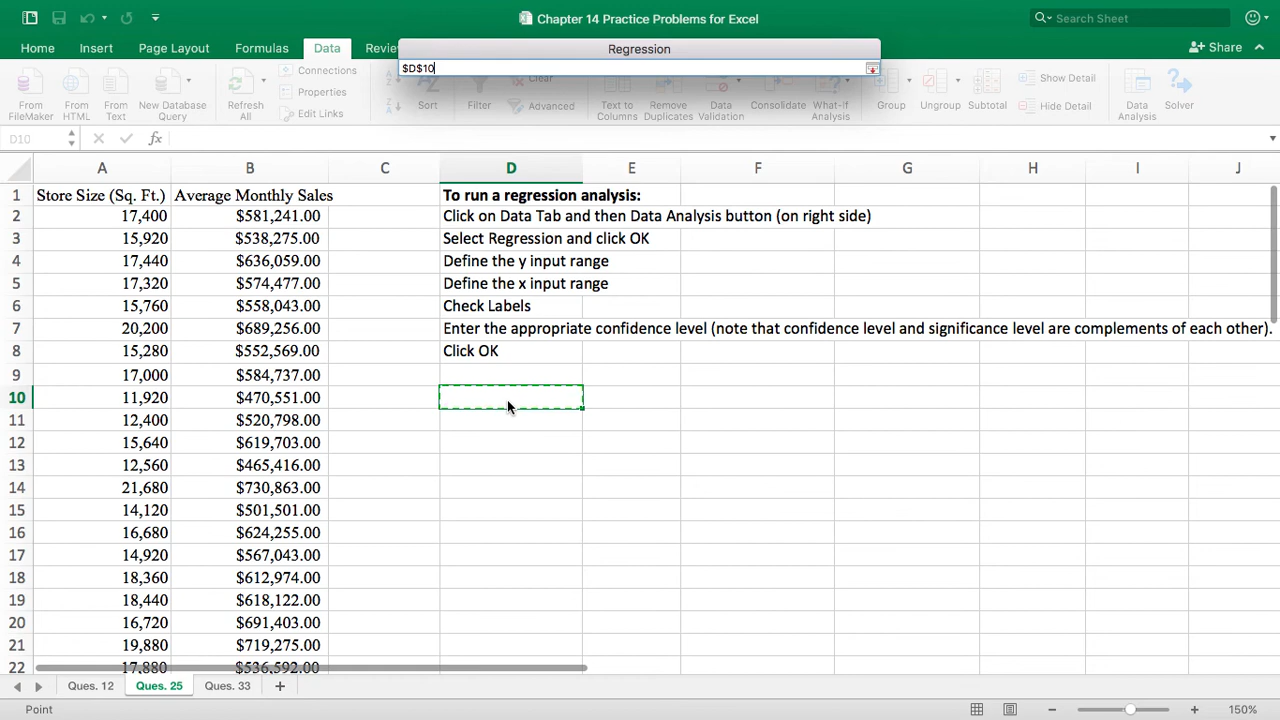 Chapter 14 Practice Problems for Excel
Search Sheet
Home Insert Page Layout Formulas Data Share
Regression
$D$10
From FileMaker
From HTML
From Text
New Database Query
Refresh All
Connections
Properties
Edit Links
Sort
Filter
Clear
Advanced
Text to Columns
Remove Duplicates
Data Validation
Consolidate
What-If Analysis
Group
Ungroup
Subtotal
Show Detail
Hide Detail
Data Analysis
Solver
D10 fx
A B C D E F G H I J
1 Store Size (Sq. Ft.) Average Monthly Sales To run a regression analysis:
2 17,400 $581,241.00 Click on Data Tab and then Data Analysis button (on right side)
3 15,920 $538,275.00 Select Regression and click OK
4 17,440 $636,059.00 Define the y input range
5 17,320 $574,477.00 Define the x input range
6 15,760 $558,043.00 Check Labels
7 20,200 $689,256.00 Enter the appropriate confidence level (note that confidence level and significance level are complements of each other).
8 15,280 $552,569.00 Click OK
9 17,000 $584,737.00
10 11,920 $470,551.00
11 12,400 $520,798.00
12 15,640 $619,703.00
13 12,560 $465,416.00
14 21,680 $730,863.00
15 14,120 $501,501.00
16 16,680 $624,255.00
17 14,920 $567,043.00
18 18,360 $612,974.00
19 18,440 $618,122.00
20 16,720 $691,403.00
21 19,880 $719,275.00
22 17,880 $536,592.00
Ques. 12 Ques. 25 Ques. 33
Point 150%